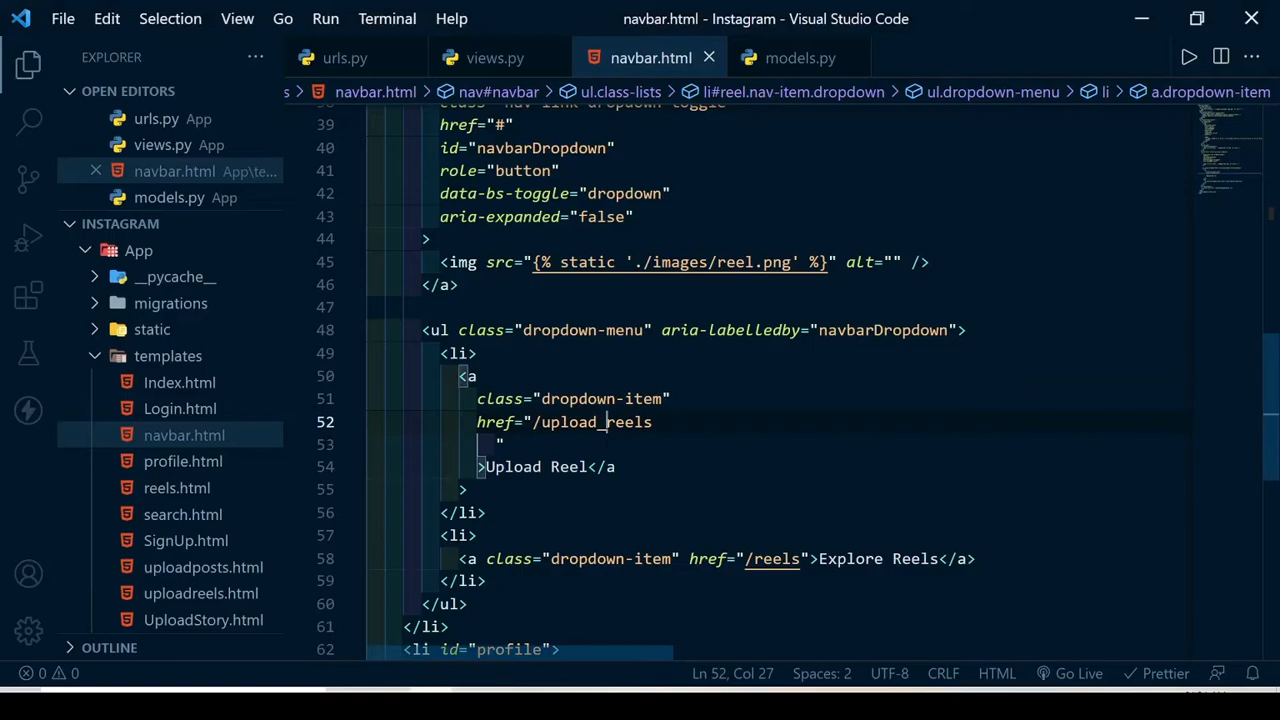 File Edit Selection View Go Run Terminal Help navbar.html - Instagram - Visual Studio Code
EXPLORER
OPEN EDITORS
urls.py App
views.py App
navbar.html App\te...
models.py App
INSTAGRAM
App
__pycache__
migrations
static
templates
Index.html
Login.html
navbar.html
profile.html
reels.html
search.html
SignUp.html
uploadposts.html
uploadreels.html
UploadStory.html
OUTLINE
urls.py views.py navbar.html models.py
s > navbar.html > nav#navbar > ul.class-lists > li#reel.nav-item.dropdown > ul.dropdown-menu > li > a.dropdown-item
38 class="nav-link dropdown-toggle"
39 href="#"
40 id="navbarDropdown"
41 role="button"
42 data-bs-toggle="dropdown"
43 aria-expanded="false"
44 >
45 <img src="{% static './images/reel.png' %}" alt="" />
46 </a>
47
48 <ul class="dropdown-menu" aria-labelledby="navbarDropdown">
49 <li>
50 <a
51 class="dropdown-item"
52 href="/upload_reels
53 "
54 >Upload Reel</a
55 >
56 </li>
57 <li>
58 <a class="dropdown-item" href="/reels">Explore Reels</a>
59 </li>
60 </ul>
61 </li>
62 <li id="profile">
0 0 Ln 52, Col 27 Spaces: 2 UTF-8 CRLF HTML Go Live Prettier